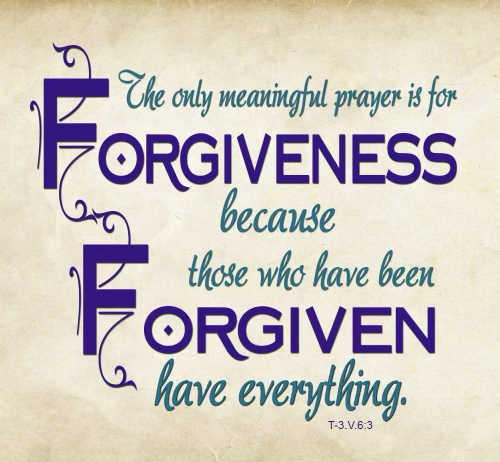 The only meaningful prayer is for
FORGIVENESS
because
those who have been
FORGIVEN
have everything.
T-3.V.6:3